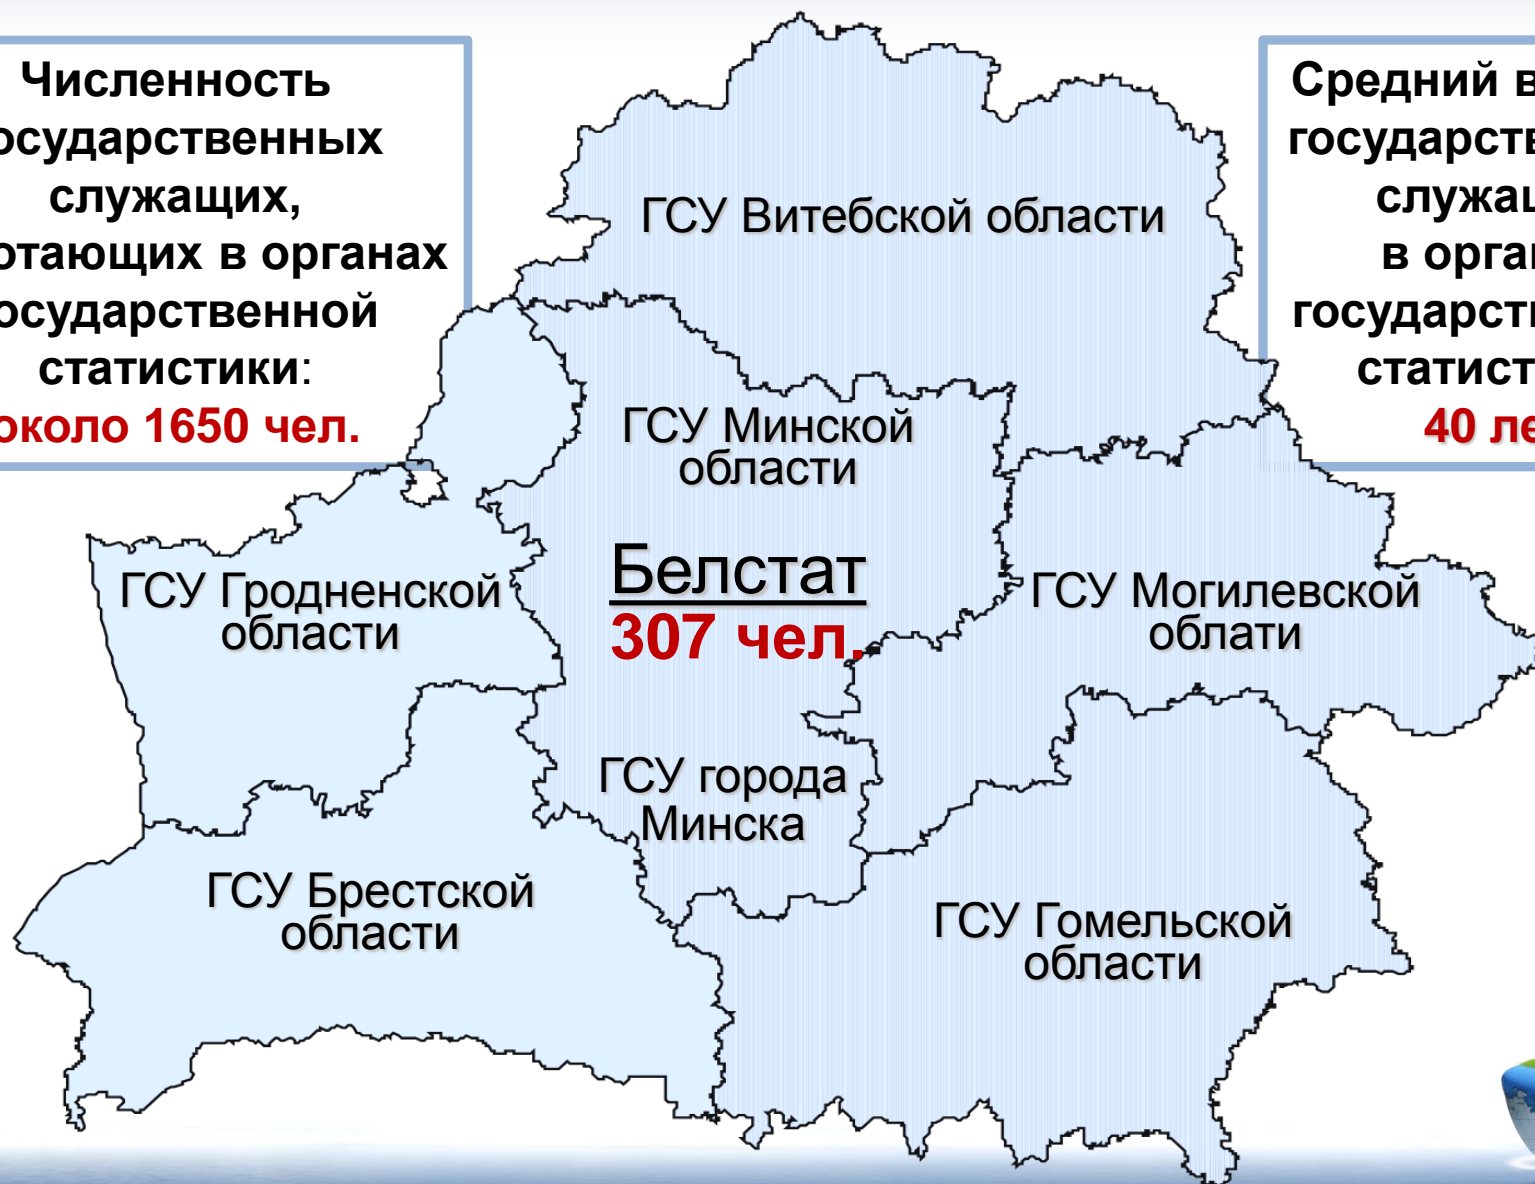 Численность
осударственных
служащих,
отающих в органах
осударственной
статистики:
около 1650 чел.
Средний в
государств
служащ
в орган
государств
статист
40 ле
ГСУ Витебской области
ГСУ Минской
области
Белстат
307 чел.
ГСУ Гродненской
области
ГСУ Могилевской
облати
ГСУ города
Минска
ГСУ Брестской
области
ГСУ Гомельской
области